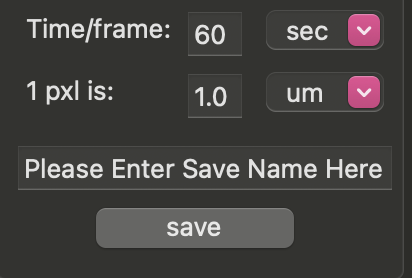 Time/frame: 60 sec
1 pxl is: 1.0 um
Please Enter Save Name Here
save